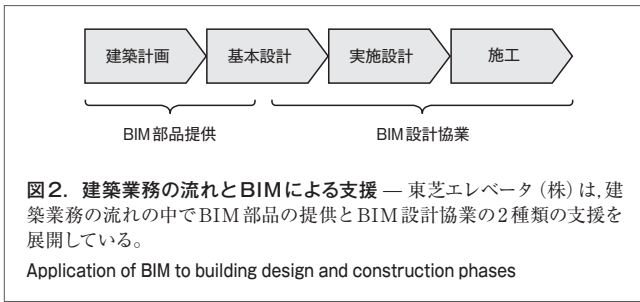 建築計画
基本設計
実施設計
施工
BIM部品提供
BIM設計協業
図2. 建築業務の流れとBIMによる支援 — 東芝エレベータ(株)は,建
築業務の流れの中でBIM部品の提供とBIM設計協業の2種類の支援を
展開している。
Application of BIM to building design and construction phases